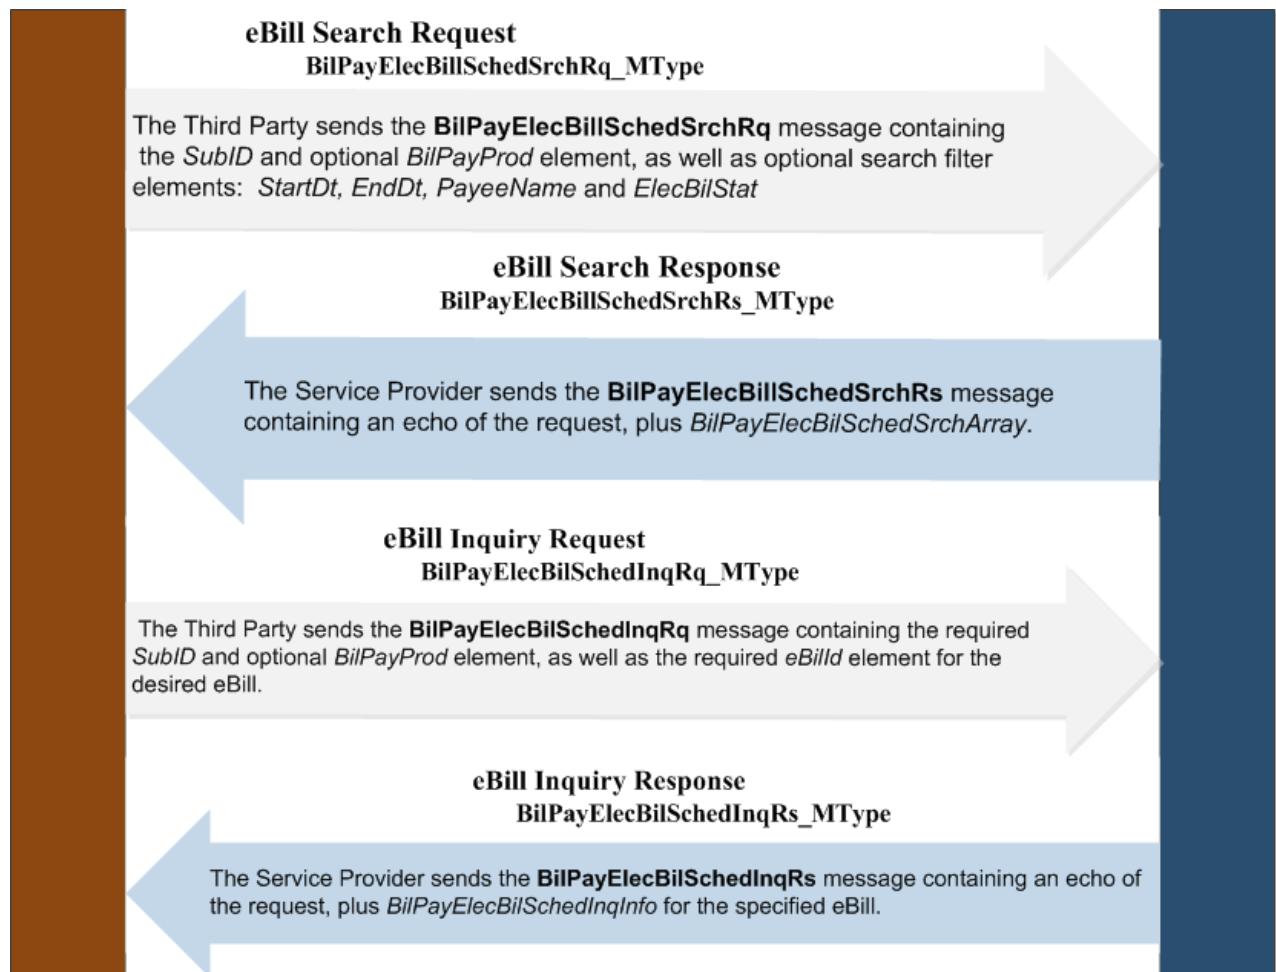 eBill Search Request
BilPayElecBillSchedSrchRq_MType
The Third Party sends the BilPayElecBillSchedSrchRq message containing
the SubID and optional BilPayProd element, as well as optional search filter
elements: StartDt, EndDt, PayeeName and ElecBilStat
eBill Search Response
BilPayElecBillSchedSrchRs_MType
The Service Provider sends the BilPayElecBillSchedSrchRs message
containing an echo of the request, plus BilPayElecBilSchedSrchArray.
eBill Inquiry Request
BilPayElecBilSchedInqRq_MType
The Third Party sends the BilPayElecBilSchedInqRq message containing the required
SubID and optional BilPayProd element, as well as the required eBilId element for the
desired eBill.
eBill Inquiry Response
BilPayElecBilSchedInqRs_MType
The Service Provider sends the BilPayElecBilSchedInqRs message containing an echo of
the request, plus BilPayElecBilSchedInqInfo for the specified eBill.